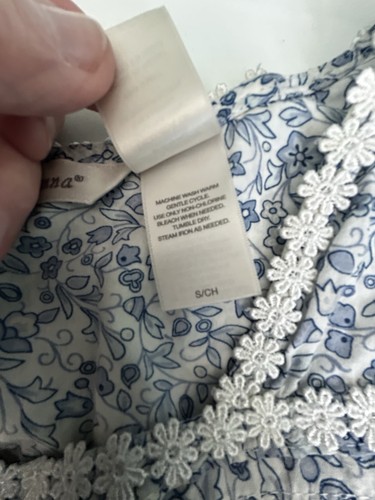 MACHINE WASH WARM
GENTLE CYCLE.
USE ONLY NON-CHLORINE
BLEACH WHEN NEEDED.
TUMBLE DRY.
STEAM IRON AS NEEDED.
S/CH